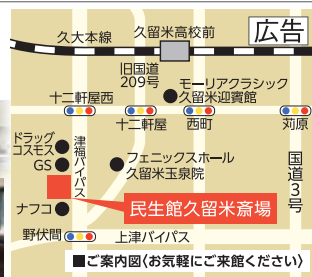 広告
久留米高校前
久大本線
旧国道
209号
モーリアクラシック
久留米迎賓館
十二軒屋西
十二軒屋
西町
苅原
ドラッグ
コスモス
GS
津福バイパス
フェニックスホール
久留米玉泉院
国道3号
民生館久留米斎場
ナフコ
野伏間
上津バイパス
■ご案内図〈お気軽にご来館ください〉